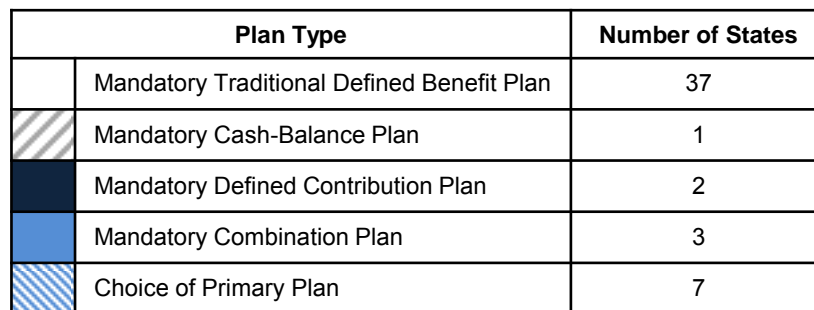 Plan Type Number of States
Mandatory Traditional Defined Benefit Plan 37
Mandatory Cash-Balance Plan 1
Mandatory Defined Contribution Plan 2
Mandatory Combination Plan 3
Choice of Primary Plan 7